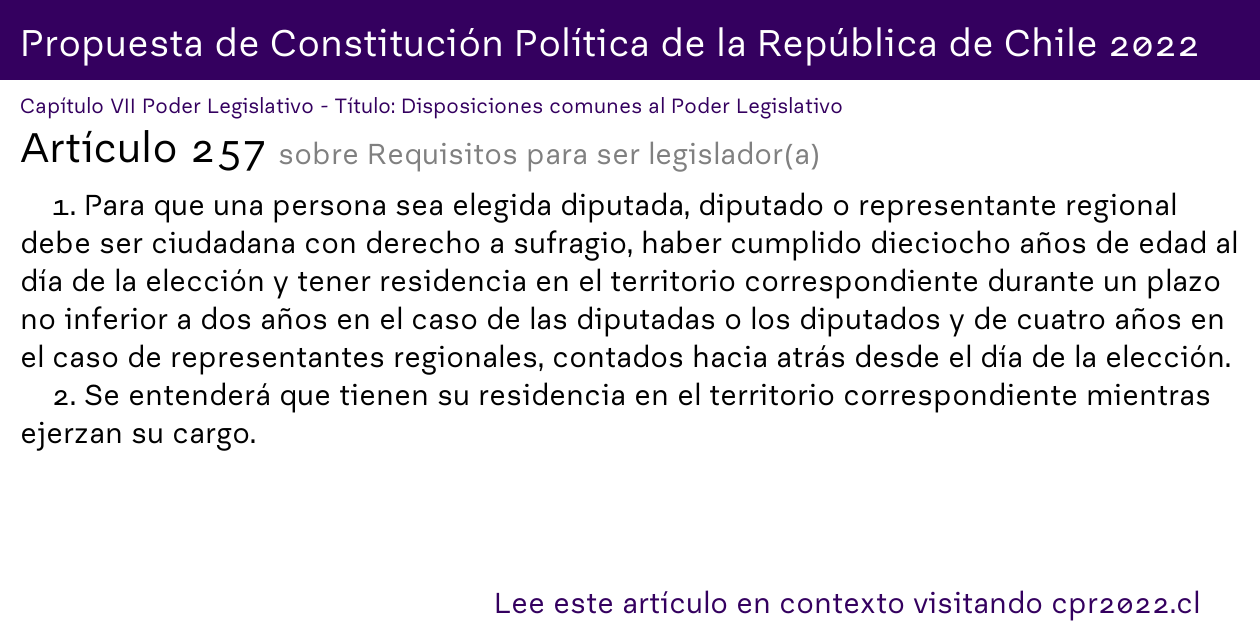 Propuesta de Constitución Política de la República de Chile 2022
Capítulo VII Poder Legislativo - Título: Disposiciones comunes al Poder Legislativo
Artículo 257 sobre Requisitos para ser legislador(a)
1. Para que una persona sea elegida diputada, diputado o representante regional
debe ser ciudadana con derecho a sufragio, haber cumplido dieciocho años de edad al
día de la elección y tener residencia en el territorio correspondiente durante un plazo
no inferior a dos años en el caso de las diputadas o los diputados y de cuatro años en
el caso de representantes regionales, contados hacia atrás desde el día de la elección.
2. Se entenderá que tienen su residencia en el territorio correspondiente mientras
ejerzan su cargo.
Lee este artículo en contexto visitando cpr2022.cl